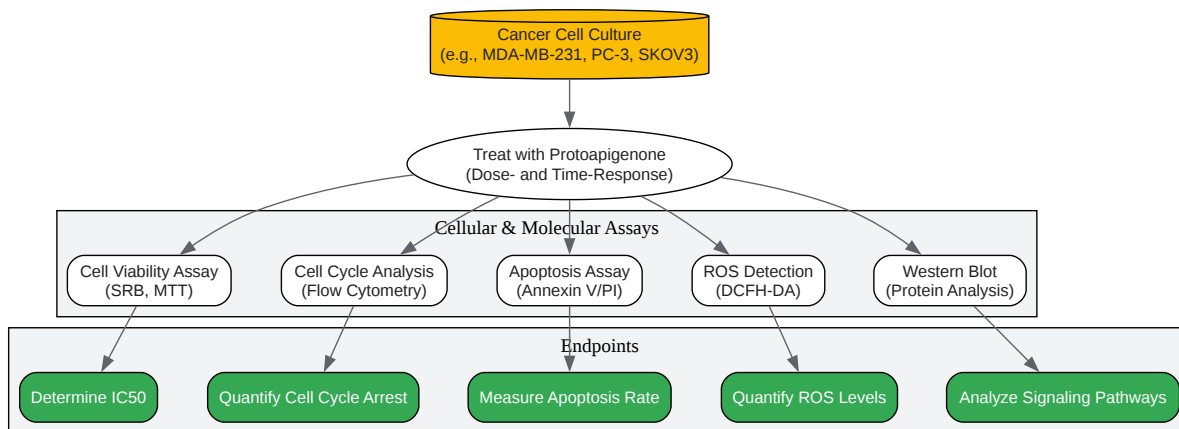 Cancer Cell Culture
(e.g., MDA-MB-231, PC-3, SKOV3)
Treat with Protoapigenone
(Dose- and Time-Response)
Cellular & Molecular Assays
Cell Viability Assay
(SRB, MTT)
Cell Cycle Analysis
(Flow Cytometry)
Apoptosis Assay
(Annexin V/PI)
ROS Detection
(DCFH-DA)
Western Blot
(Protein Analysis)
Endpoints
Determine IC50
Quantify Cell Cycle Arrest
Measure Apoptosis Rate
Quantify ROS Levels
Analyze Signaling Pathways